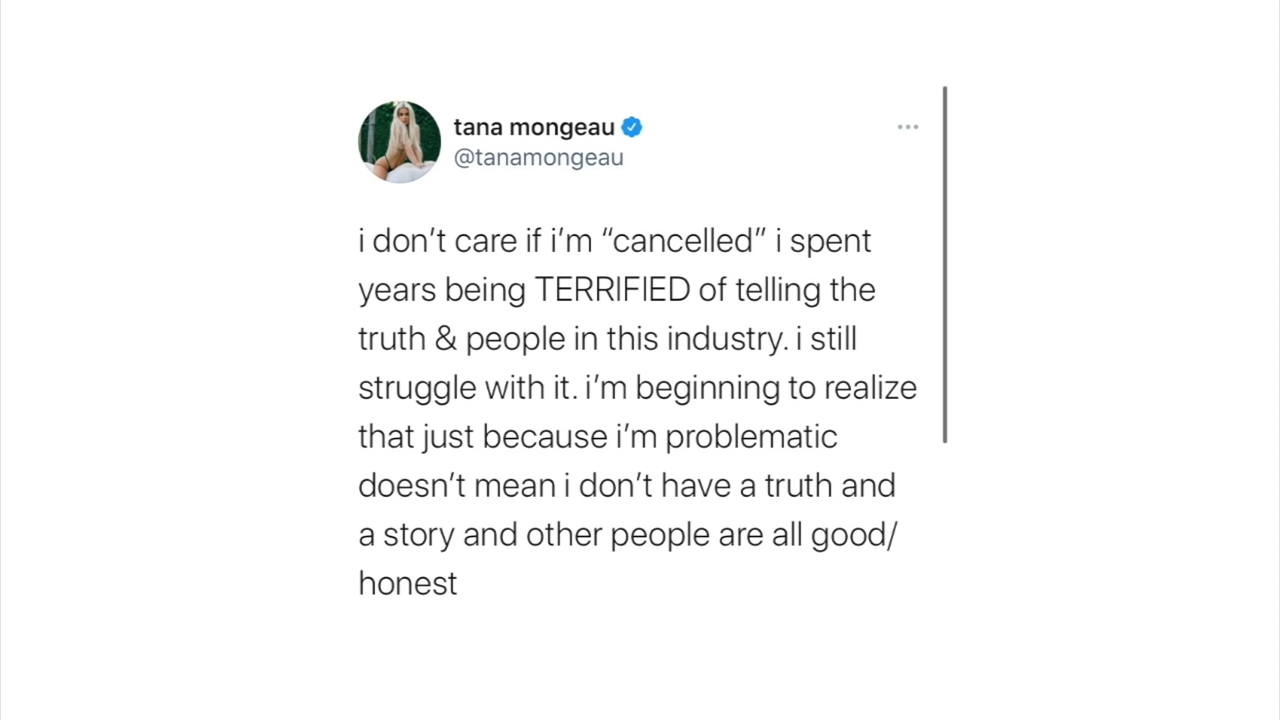 tana mongeau
@tanamongeau
i don’t care if i’m “cancelled” i spent
years being TERRIFIED of telling the
truth & people in this industry. i still
struggle with it. i’m beginning to realize
that just because i’m problematic
doesn’t mean i don’t have a truth and
a story and other people are all good/
honest